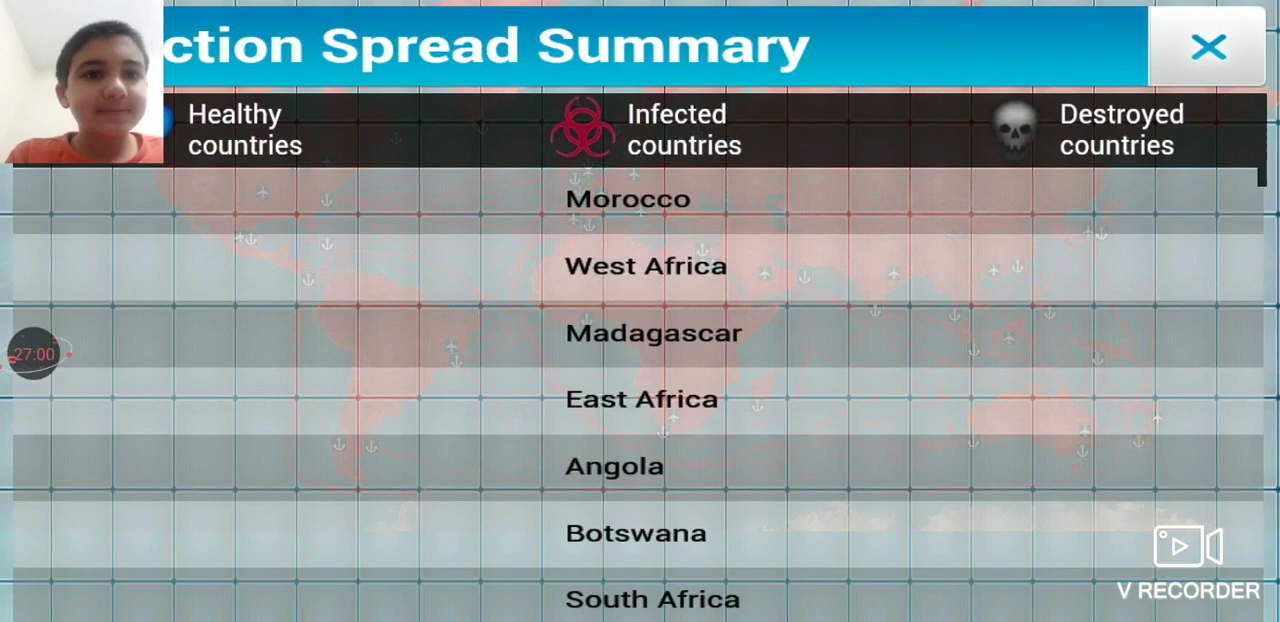 ction Spread Summary
Healthy
countries
Infected
countries
Destroyed
countries
Morocco
West Africa
Madagascar
27:00
East Africa
Angola
Botswana
South Africa
V RECORDER